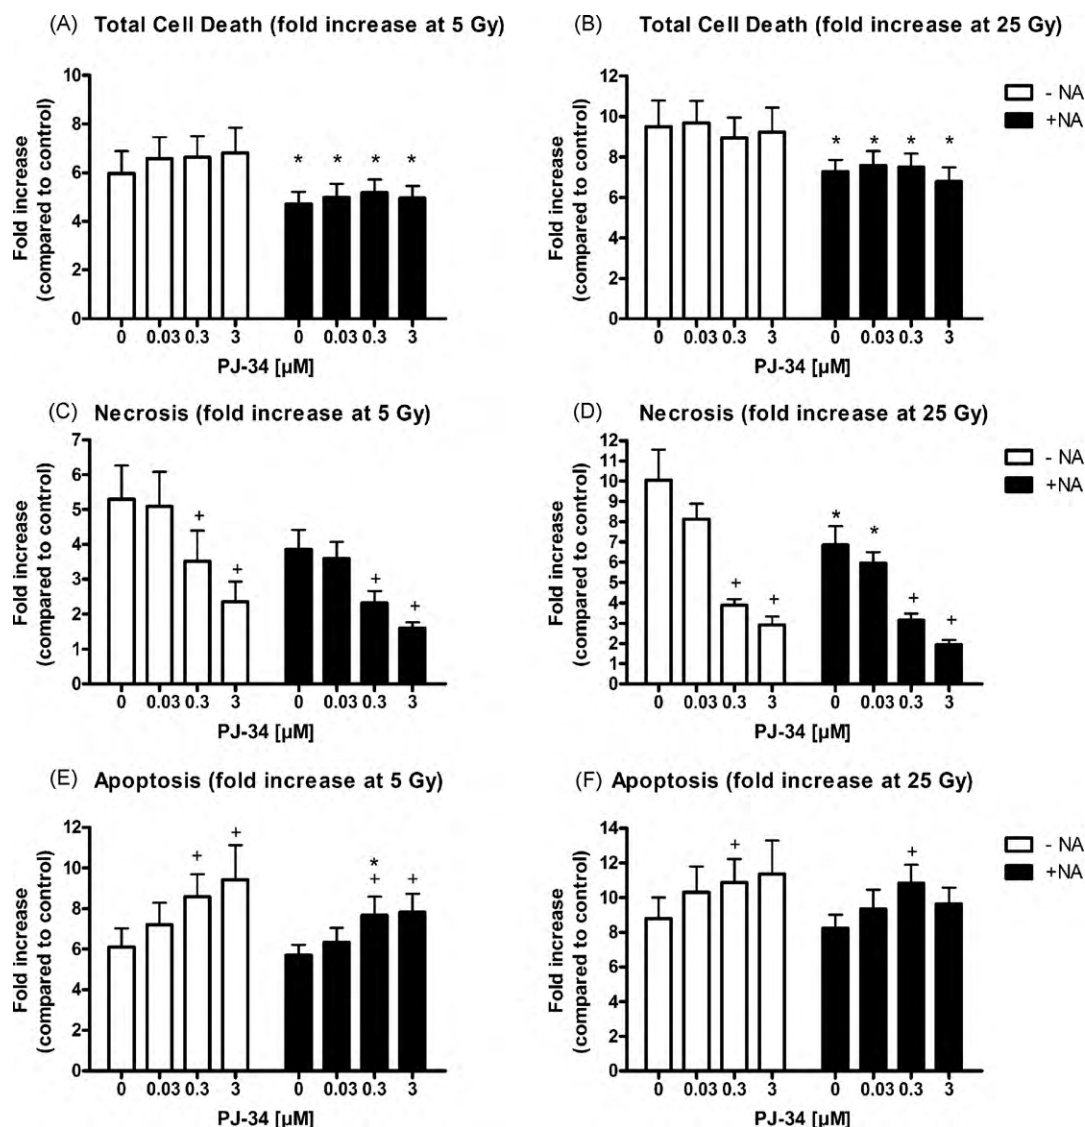 (A) Total Cell Death (fold increase at 5 Gy)
Fold increase
(compared to control)
10
8
6
4
2
0
* * * *
0 0.03 0.3 3 0 0.03 0.3 3
PJ-34 [µM]
(B) Total Cell Death (fold increase at 25 Gy)
Fold increase
(compared to control)
12
10
8
6
4
2
0
* * * *
0 0.03 0.3 3 0 0.03 0.3 3
PJ-34 [µM]
- NA
+NA
(C) Necrosis (fold increase at 5 Gy)
Fold increase
(compared to control)
7
6
5
4
3
2
1
0
+ + + +
0 0.03 0.3 3 0 0.03 0.3 3
PJ-34 [µM]
(D) Necrosis (fold increase at 25 Gy)
Fold increase
(compared to control)
12
11
10
9
8
7
6
5
4
3
2
1
0
+ + * * + +
0 0.03 0.3 3 0 0.03 0.3 3
PJ-34 [µM]
- NA
+NA
(E) Apoptosis (fold increase at 5 Gy)
Fold increase
(compared to control)
12
10
8
6
4
2
0
+ + * + +
0 0.03 0.3 3 0 0.03 0.3 3
PJ-34 [µM]
(F) Apoptosis (fold increase at 25 Gy)
Fold increase
(compared to control)
14
12
10
8
6
4
2
0
+ +
0 0.03 0.3 3 0 0.03 0.3 3
PJ-34 [µM]
- NA
+NA